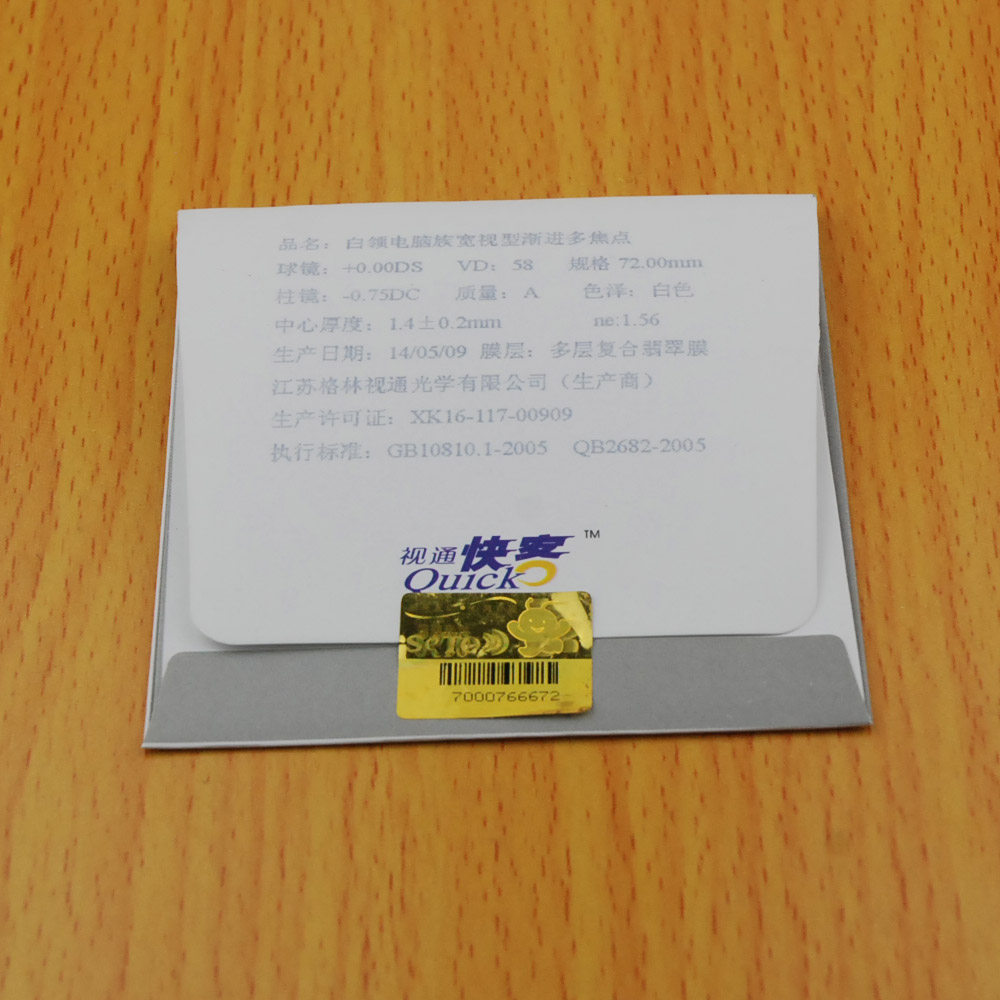 品名：白领电脑族宽视型渐进多焦点
球镜：+0.00DS VD：58 规格 72.00mm
柱镜：-0.75DC 质量：A 色泽：白色
中心厚度：1.4±0.2mm ne:1.56
生产日期：14/05/09 膜层：多层复合翡翠膜
江苏格林视通光学有限公司（生产商）
生产许可证：XK16-117-00909
执行标准：GB10810.1-2005 QB2682-2005
视通快客™
Quick
7000766672